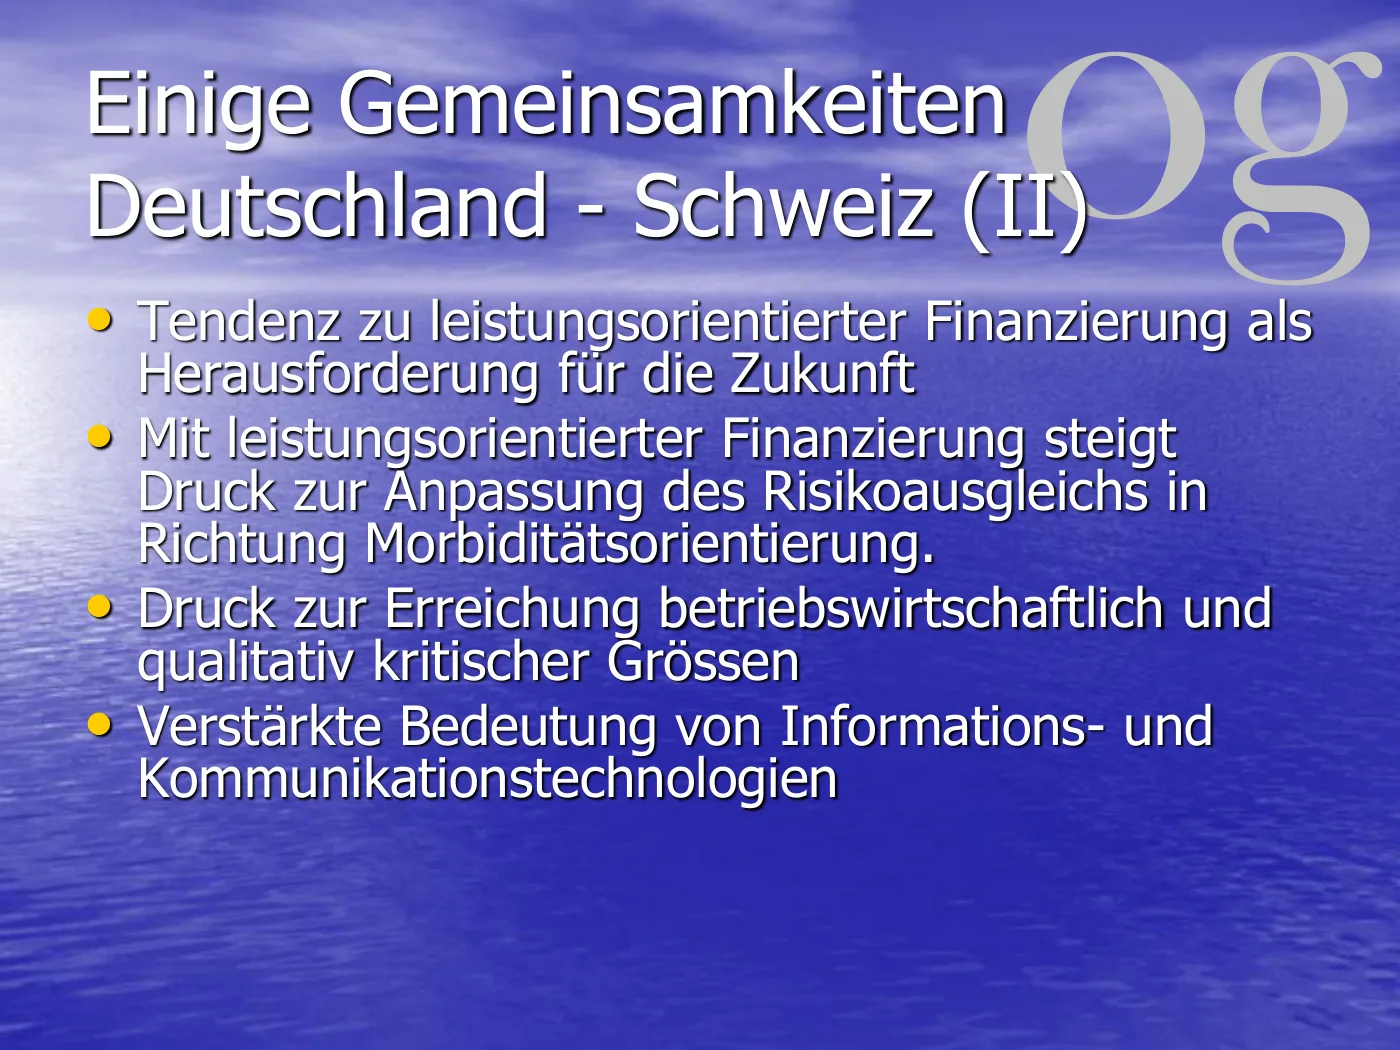 og
Einige Gemeinsamkeiten
Deutschland - Schweiz (II)
• Tendenz zu leistungsorientierter Finanzierung als
Herausforderung für die Zukunft
• Mit leistungsorientierter Finanzierung steigt
Druck zur Anpassung des Risikoausgleichs in
Richtung Morbiditätsorientierung.
• Druck zur Erreichung betriebswirtschaftlich und
qualitativ kritischer Grössen
• Verstärkte Bedeutung von Informations- und
Kommunikationstechnologien